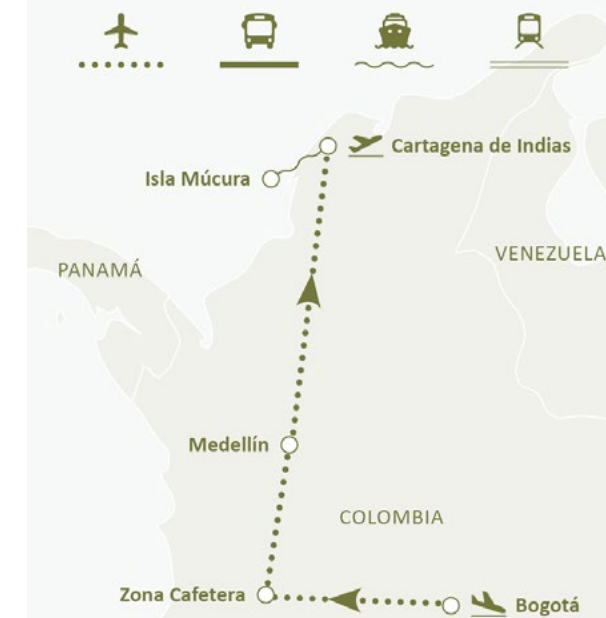 Cartagena de Indias
Isla Múcura
VENEZUELA
PANAMÁ
Medellín
COLOMBIA
Zona Cafetera
Bogotá